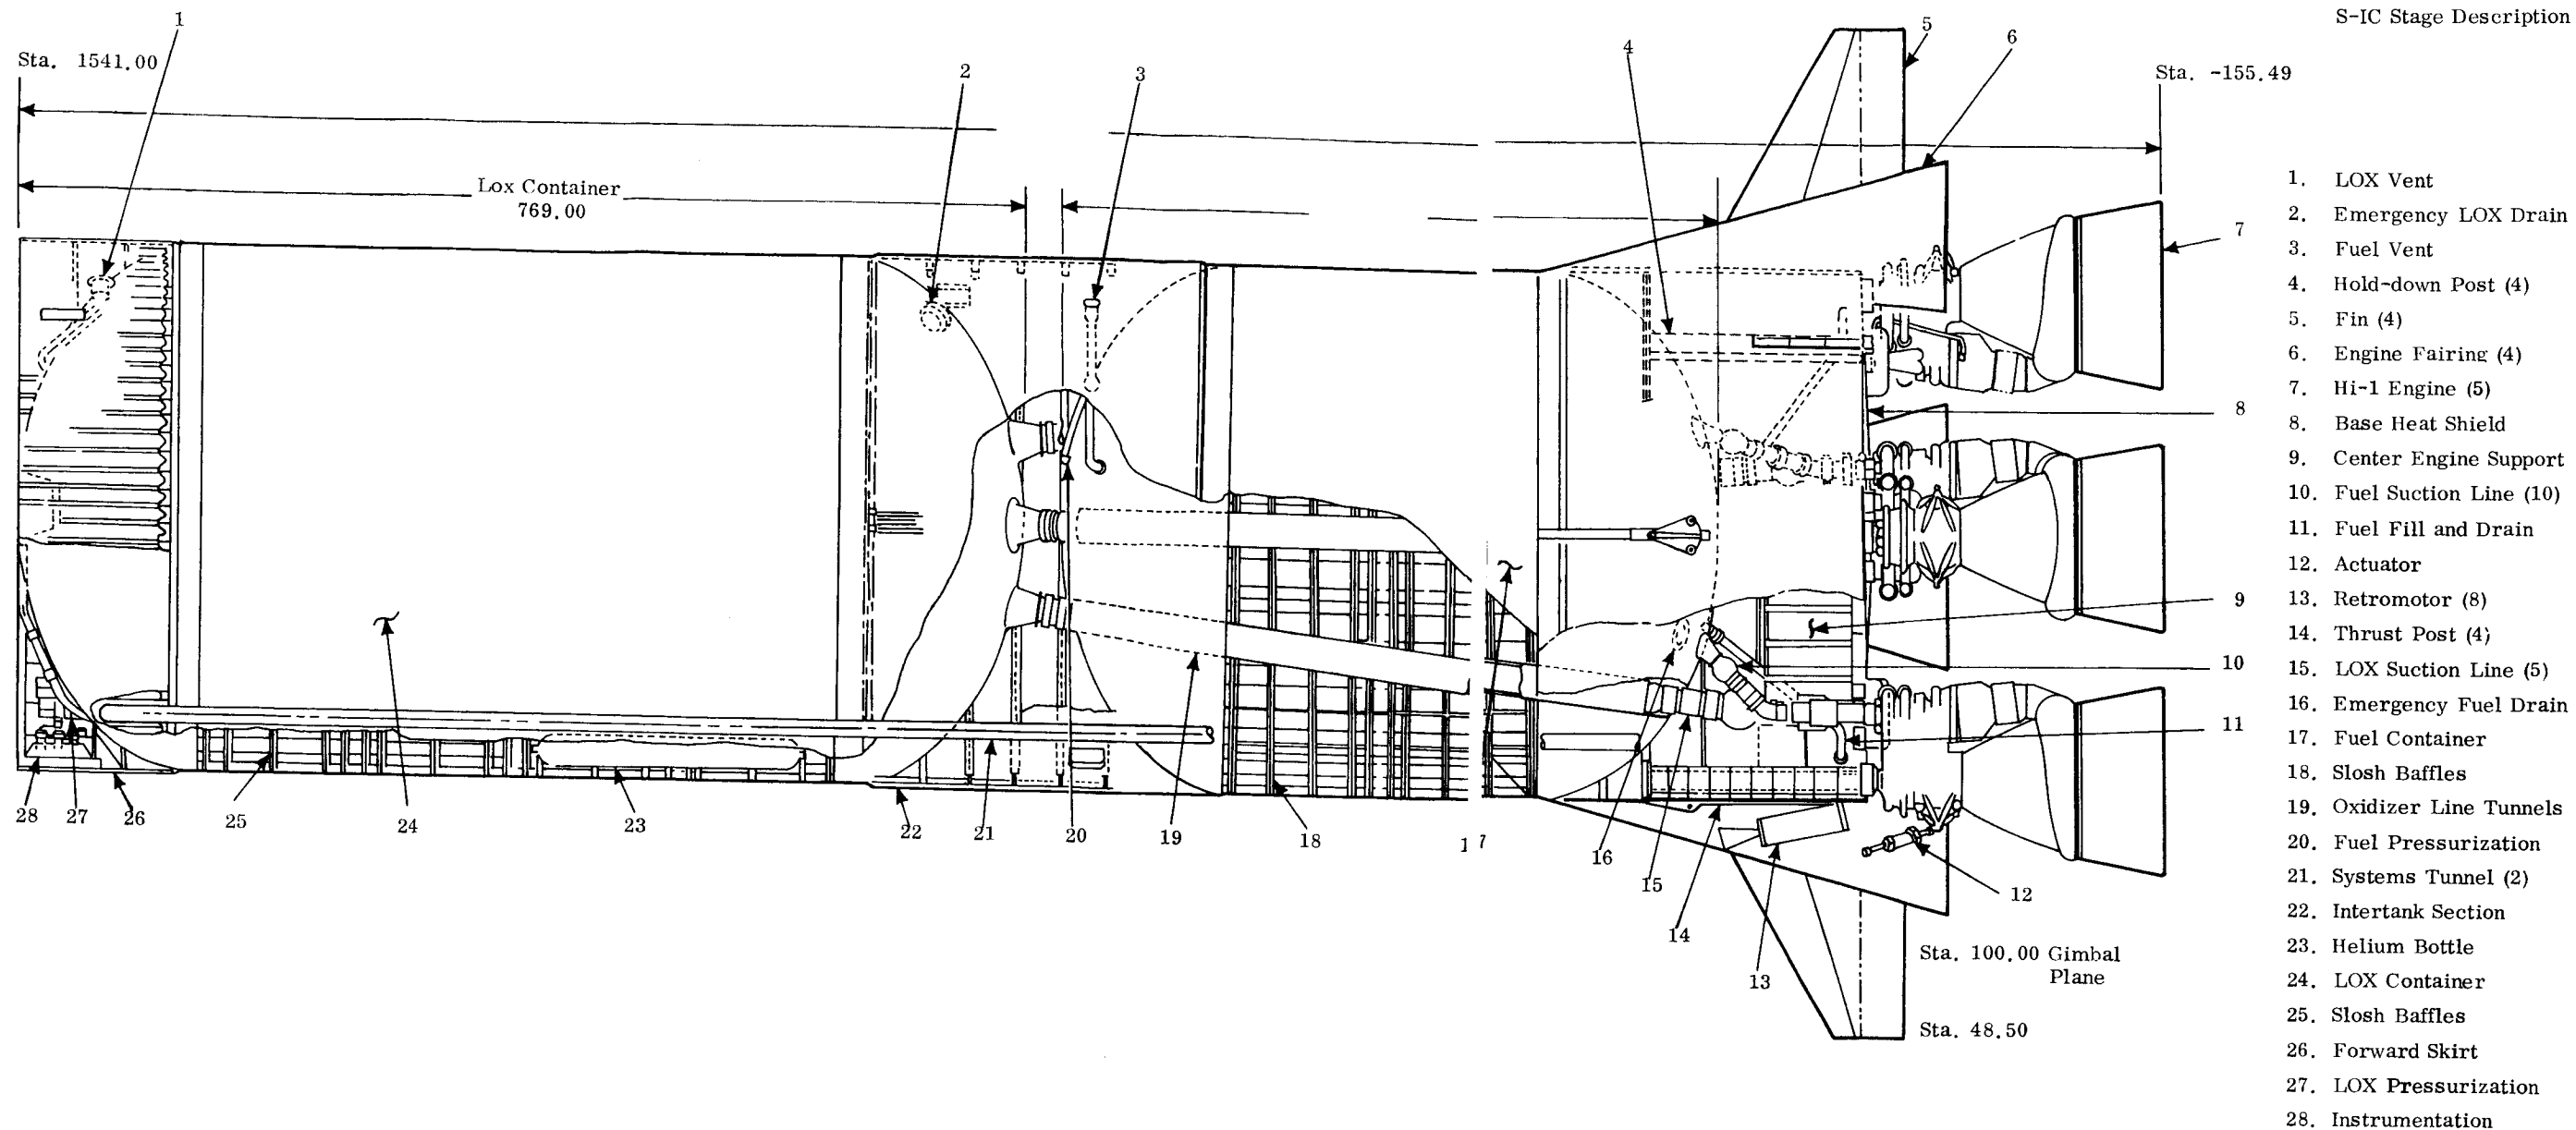 S-IC Stage Description
1
Sta. 1541.00
2
3
4
5
6
Sta. -155.49
Lox Container
769.00
7
8
9
10
11
12
13
14
15
16
17
18
19
20
21
22
23
24
25
26
27
28
Sta. 100.00 Gimbal
Plane
Sta. 48.50
1. LOX Vent
2. Emergency LOX Drain
3. Fuel Vent
4. Hold-down Post (4)
5. Fin (4)
6. Engine Fairing (4)
7. Hi-1 Engine (5)
8. Base Heat Shield
9. Center Engine Support
10. Fuel Suction Line (10)
11. Fuel Fill and Drain
12. Actuator
13. Retromotor (8)
14. Thrust Post (4)
15. LOX Suction Line (5)
16. Emergency Fuel Drain
17. Fuel Container
18. Slosh Baffles
19. Oxidizer Line Tunnels
20. Fuel Pressurization
21. Systems Tunnel (2)
22. Intertank Section
23. Helium Bottle
24. LOX Container
25. Slosh Baffles
26. Forward Skirt
27. LOX Pressurization
28. Instrumentation